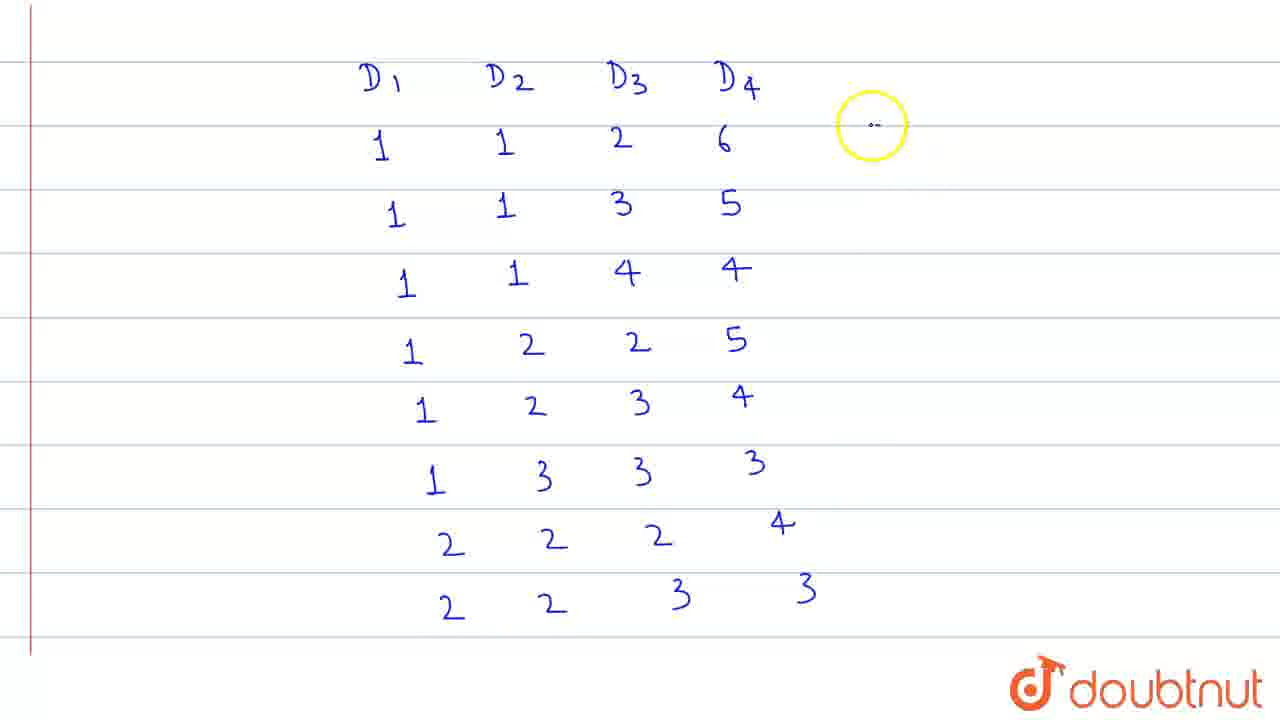 D1 D2 D3 D4
1 1 2 6
1 1 3 5
1 1 4 4
1 2 2 5
1 2 3 4
1 3 3 3
2 2 2 4
2 2 3 3
doubtnut